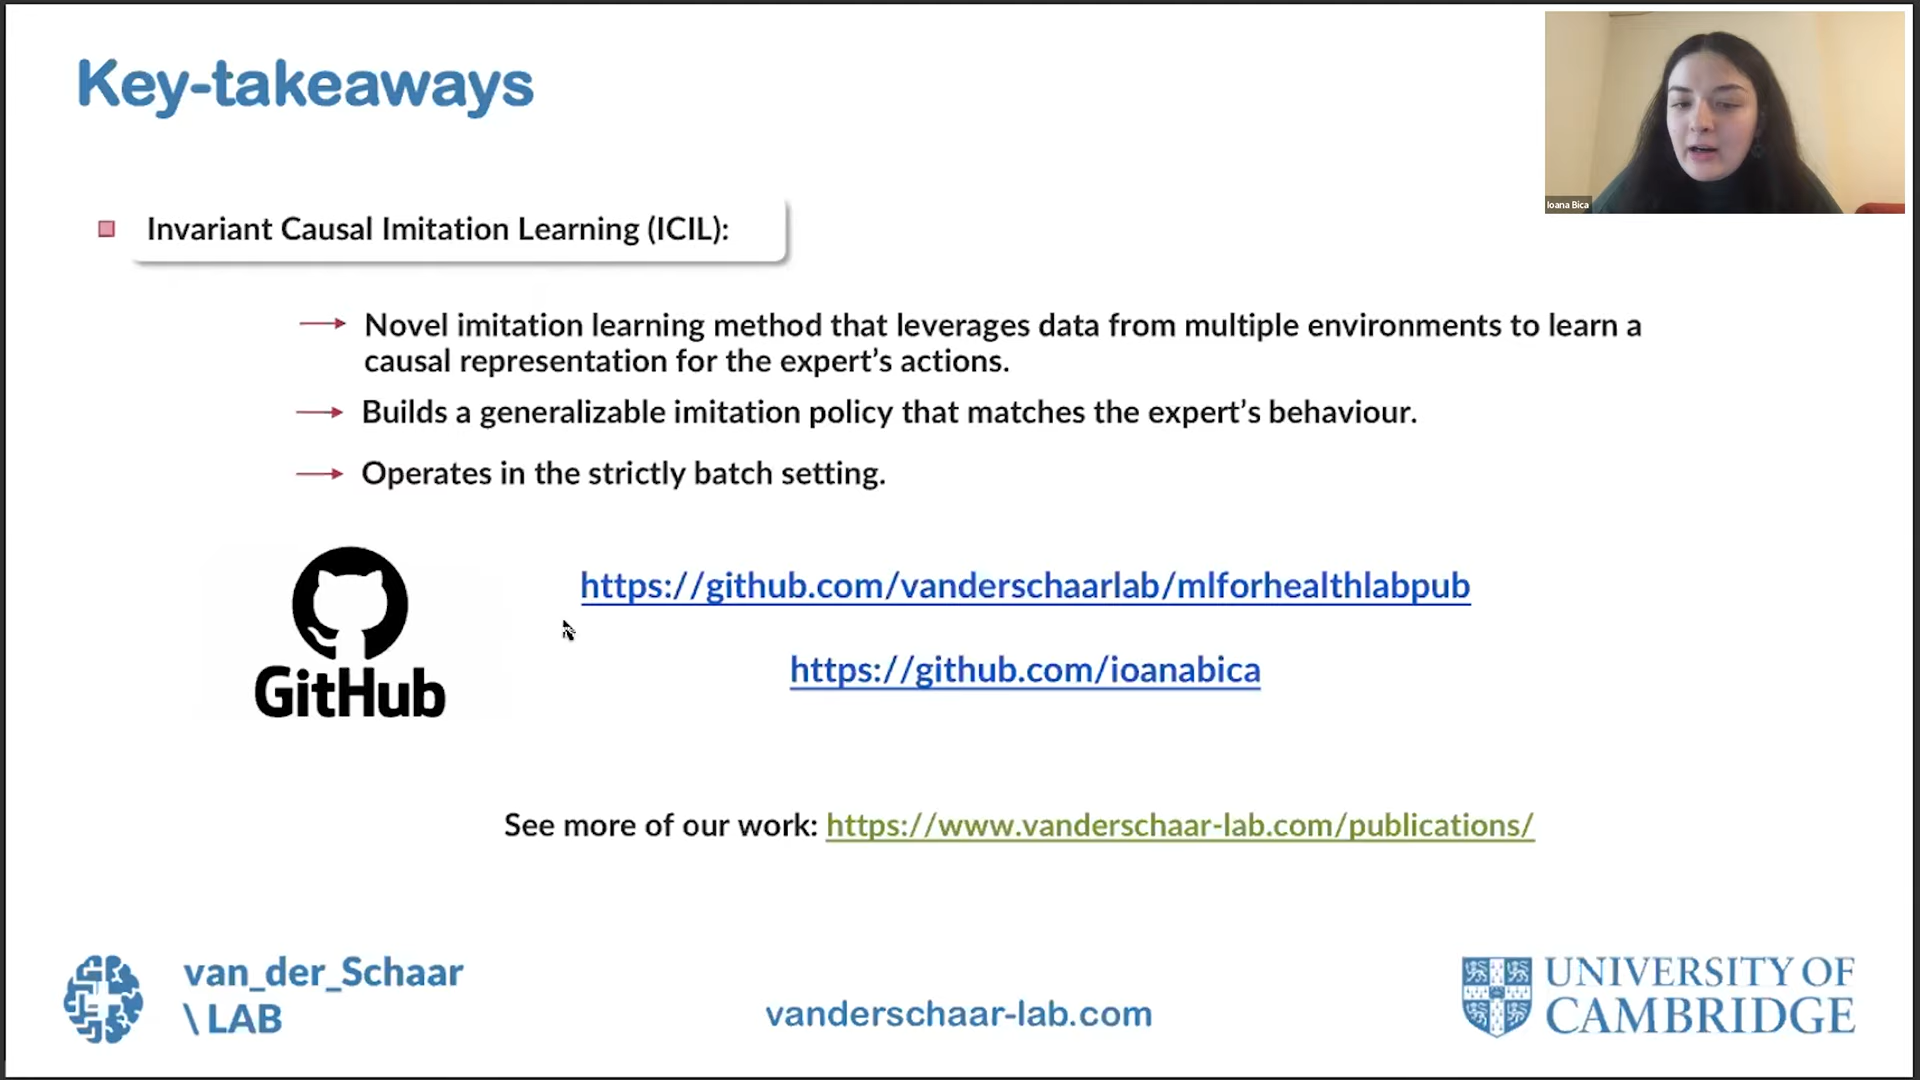 Key-takeaways
Ioana Bica
Invariant Causal Imitation Learning (ICIL):
Novel imitation learning method that leverages data from multiple environments to learn a
causal representation for the expert’s actions.
Builds a generalizable imitation policy that matches the expert’s behaviour.
Operates in the strictly batch setting.
GitHub
https://github.com/vanderschaarlab/mlforhealthlabpub
https://github.com/ioanabica
See more of our work: https://www.vanderschaar-lab.com/publications/
van_der_Schaar
\ LAB
vanderschaar-lab.com
UNIVERSITY OF
CAMBRIDGE